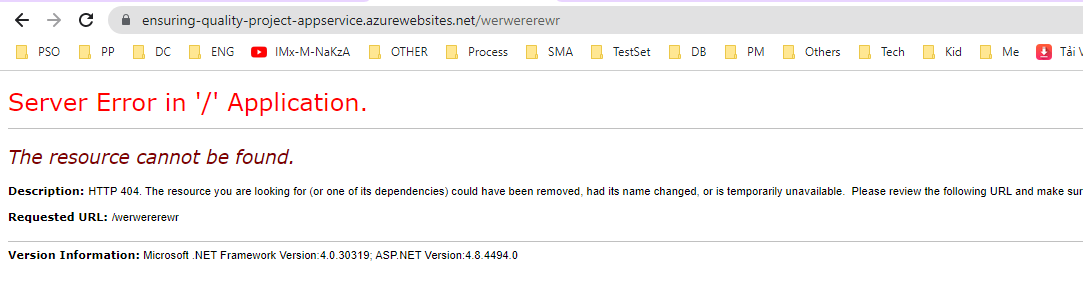 ensuring-quality-project-appservice.azurewebsites.net/werwererewr
PSO PP DC ENG IMx-M-NaKzA OTHER Process SMA TestSet DB PM Others Tech Kid Me Tải V
Server Error in '/' Application.
The resource cannot be found.
Description: HTTP 404. The resource you are looking for (or one of its dependencies) could have been removed, had its name changed, or is temporarily unavailable.  Please review the following URL and make sur
Requested URL: /werwererewr
Version Information: Microsoft .NET Framework Version:4.0.30319; ASP.NET Version:4.8.4494.0